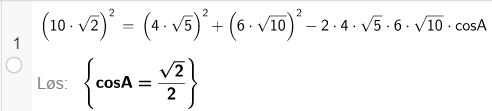 (10 · √2)² = (4 · √5)² + (6 · √10)² − 2 · 4 · √5 · 6 · √10 · cosA
1
Løs: {cosA = √2/2}